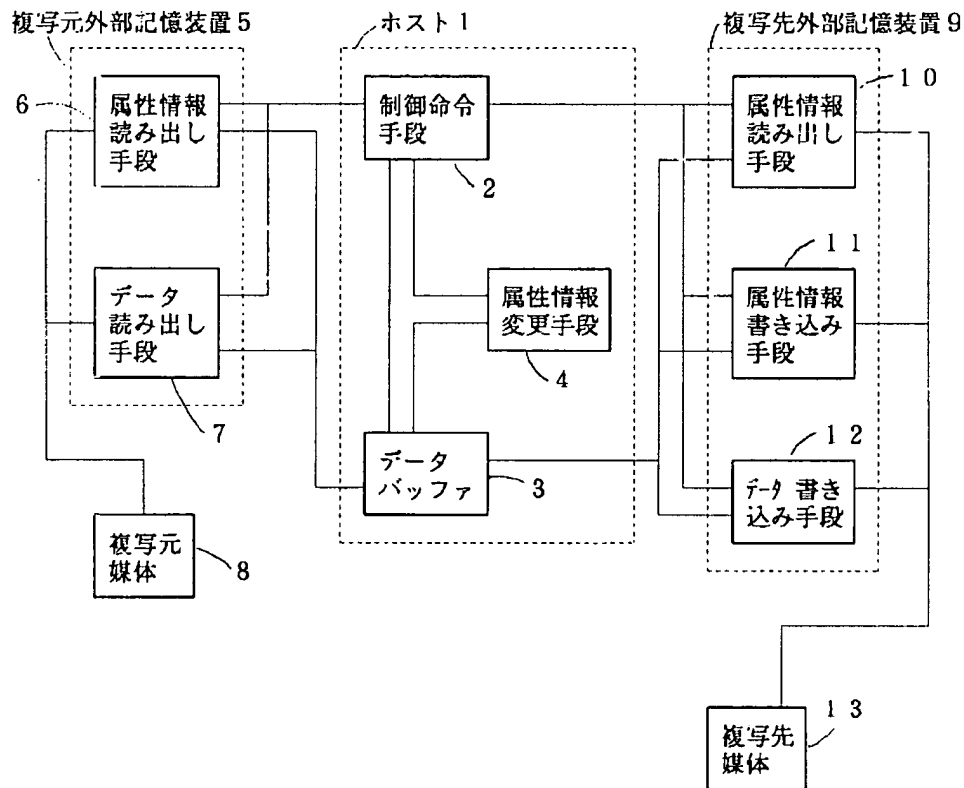 複写元外部記憶装置5
ホスト1
複写先外部記憶装置9
6
属性情報
読み出し
手段
制御命令
手段
2
10
属性情報
読み出し
手段
データ
読み出し
手段
7
属性情報
変更手段
4
11
属性情報
書き込み
手段
データ
バッファ
3
12
データ書き
込み手段
複写元
媒体
8
複写先
媒体
13